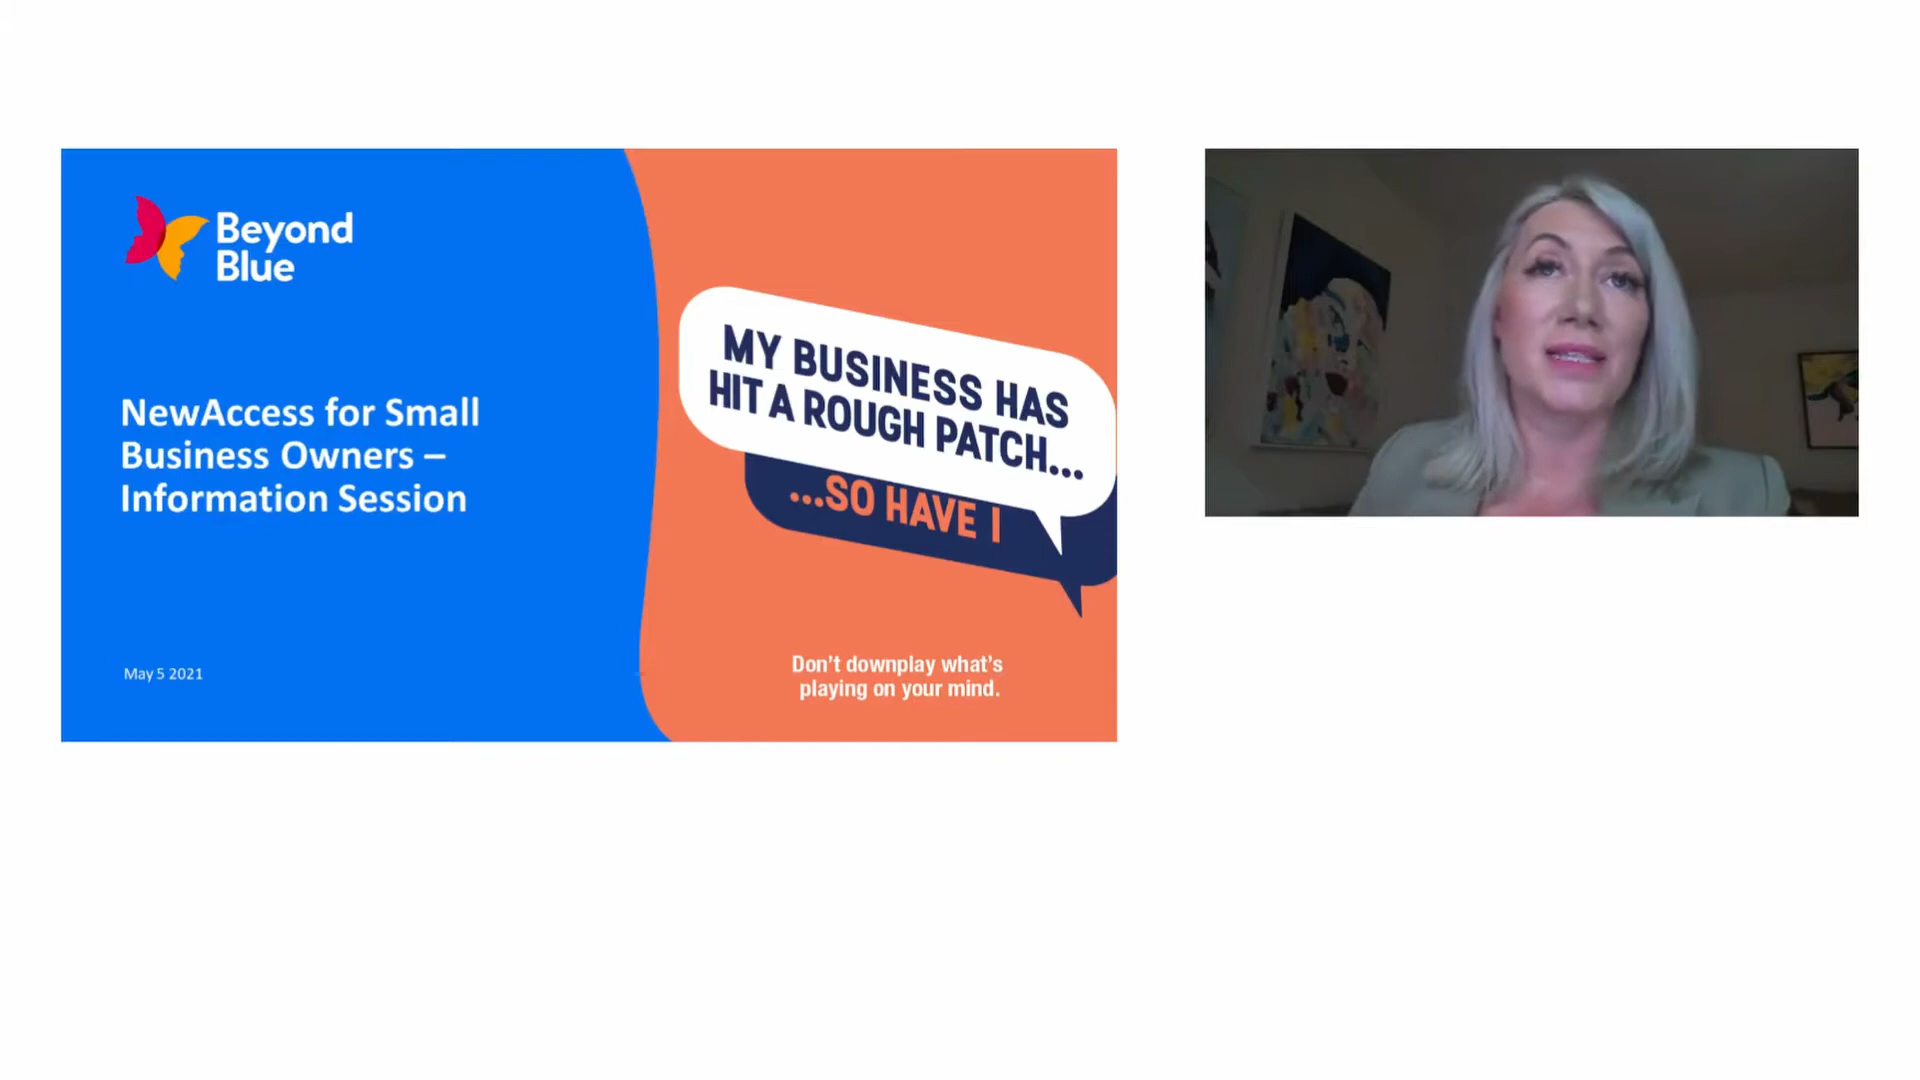 Beyond
Blue
NewAccess for Small
Business Owners –
Information Session
May 5 2021
MY BUSINESS HAS
HIT A ROUGH PATCH...
...SO HAVE I
Don't downplay what's
playing on your mind.